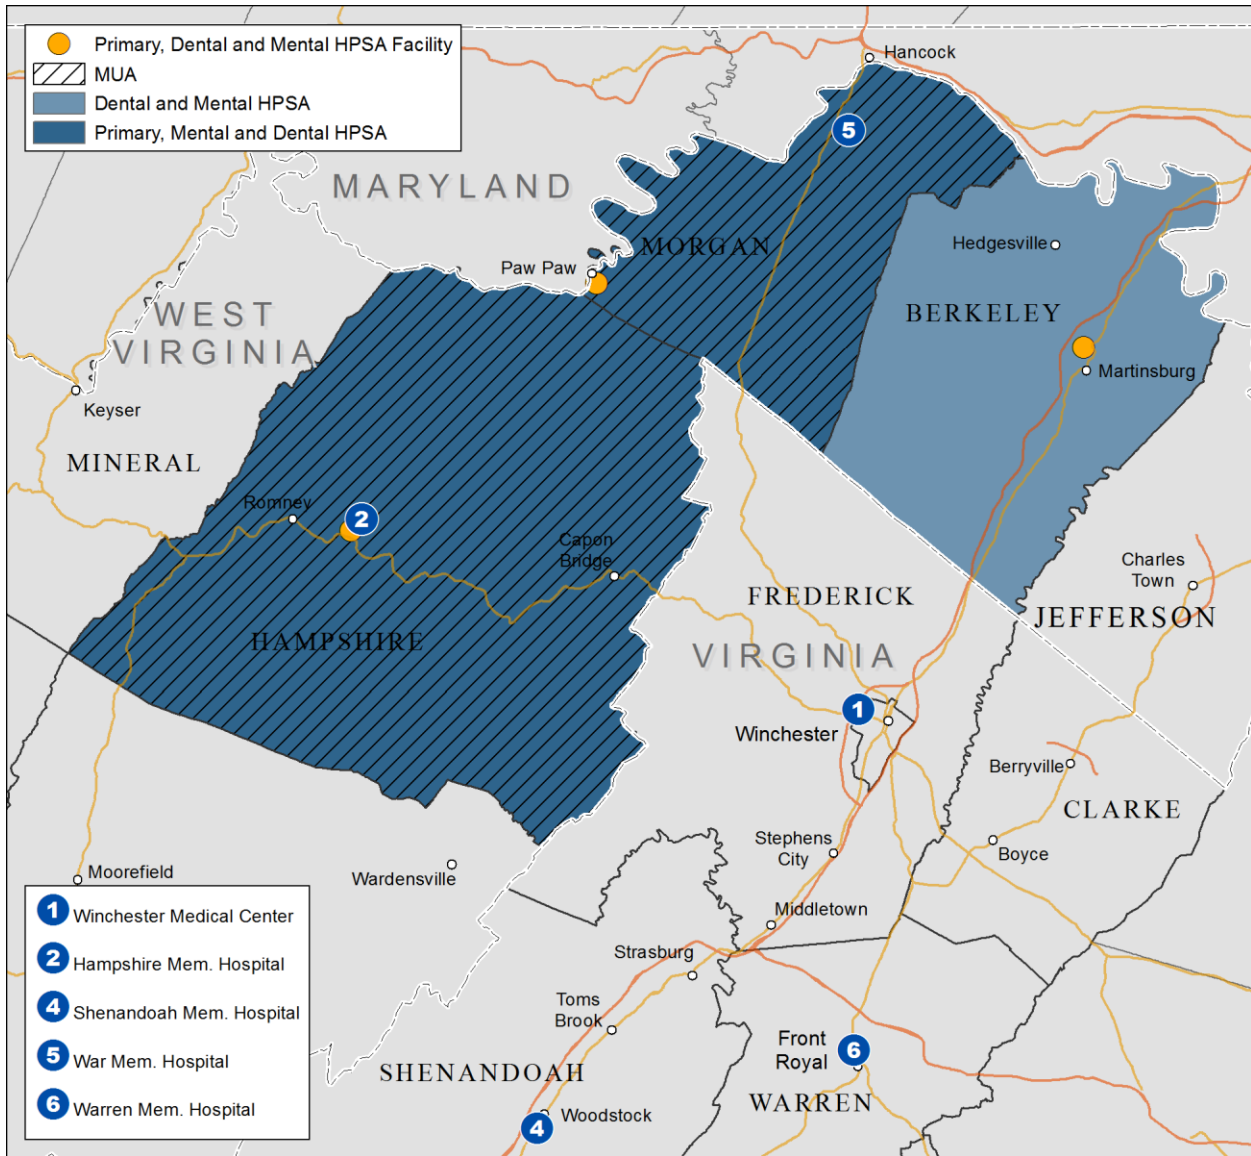 Primary, Dental and Mental HPSA Facility
MUA
Dental and Mental HPSA
Primary, Mental and Dental HPSA
Hancock
5
MARYLAND
MORGAN
Hedgesville
Paw Paw
WEST
VIRGINIA
BERKELEY
Martinsburg
Keyser
MINERAL
Romney
2
Capon
Bridge
Charles
Town
FREDERICK
JEFFERSON
HAMPSHIRE
VIRGINIA
1
Winchester
Berryville
CLARKE
Stephens
City
Boyce
Moorefield
Wardensville
Middletown
Strasburg
Toms
Brook
Front
Royal
6
SHENANDOAH
WARREN
Woodstock
4
1 Winchester Medical Center
2 Hampshire Mem. Hospital
4 Shenandoah Mem. Hospital
5 War Mem. Hospital
6 Warren Mem. Hospital